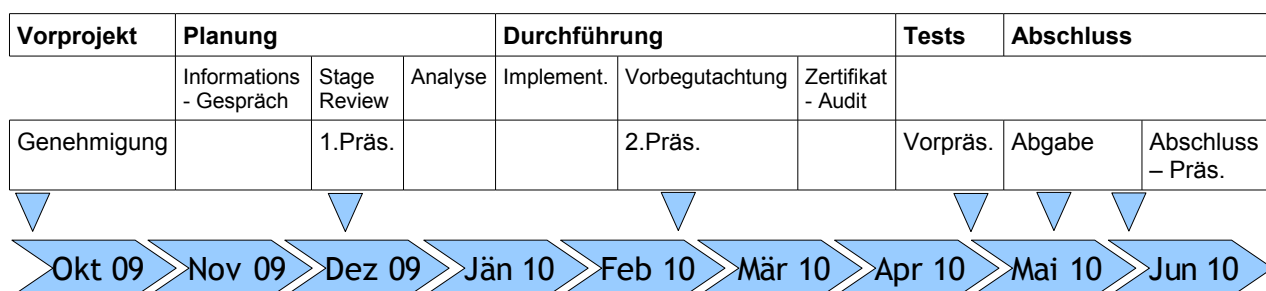 Vorprojekt Planung Durchführung Tests Abschluss
Informations Stage Analyse Implement. Vorbegutachtung Zertifikat
- Gespräch Review - Audit
Genehmigung 1.Präs. 2.Präs. Vorpräs. Abgabe Abschluss
– Präs.
Okt 09 Nov 09 Dez 09 Jän 10 Feb 10 Mär 10 Apr 10 Mai 10 Jun 10